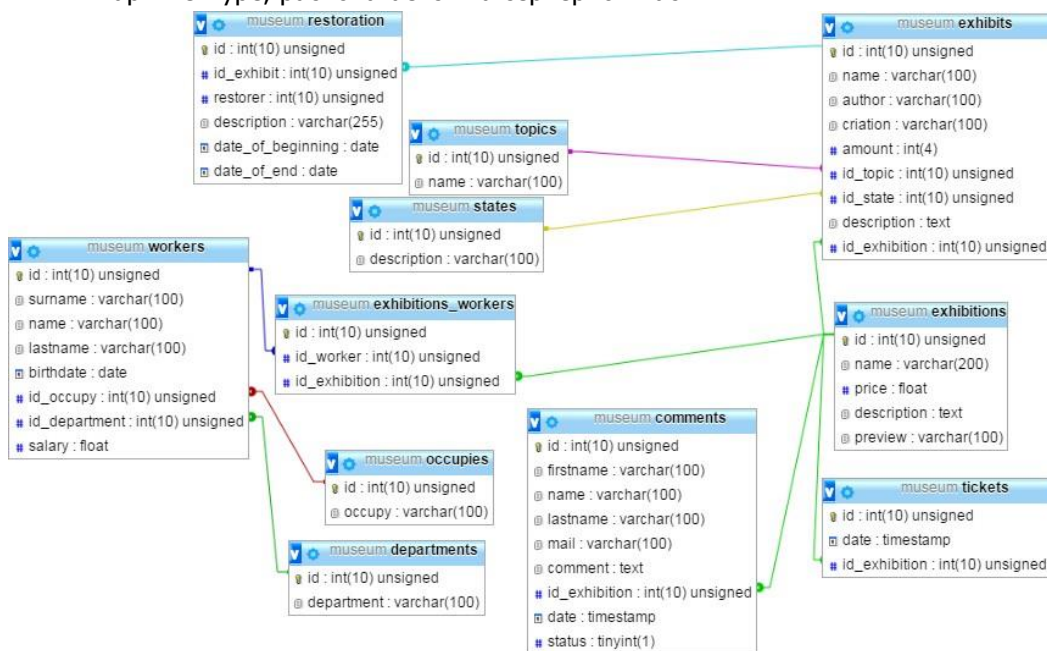 museum restoration
id : int(10) unsigned
id_exhibit : int(10) unsigned
restorer : int(10) unsigned
description : varchar(255)
date_of_beginning : date
date_of_end : date
museum exhibits
id : int(10) unsigned
name : varchar(100)
author : varchar(100)
criation : varchar(100)
amount : int(4)
id_topic : int(10) unsigned
id_state : int(10) unsigned
description : text
id_exhibition : int(10) unsigned
museum topics
id : int(10) unsigned
name : varchar(100)
museum states
id : int(10) unsigned
description : varchar(100)
museum workers
id : int(10) unsigned
surname : varchar(100)
name : varchar(100)
lastname : varchar(100)
birthdate : date
id_occupy : int(10) unsigned
id_department : int(10) unsigned
salary : float
museum exhibitions_workers
id : int(10) unsigned
id_worker : int(10) unsigned
id_exhibition : int(10) unsigned
museum exhibitions
id : int(10) unsigned
name : varchar(200)
price : float
description : text
preview : varchar(100)
museum comments
id : int(10) unsigned
firstname : varchar(100)
name : varchar(100)
lastname : varchar(100)
mail : varchar(100)
comment : text
id_exhibition : int(10) unsigned
date : timestamp
status : tinyint(1)
museum occupies
id : int(10) unsigned
occupy : varchar(100)
museum departments
id : int(10) unsigned
department : varchar(100)
museum tickets
id : int(10) unsigned
date : timestamp
id_exhibition : int(10) unsigned